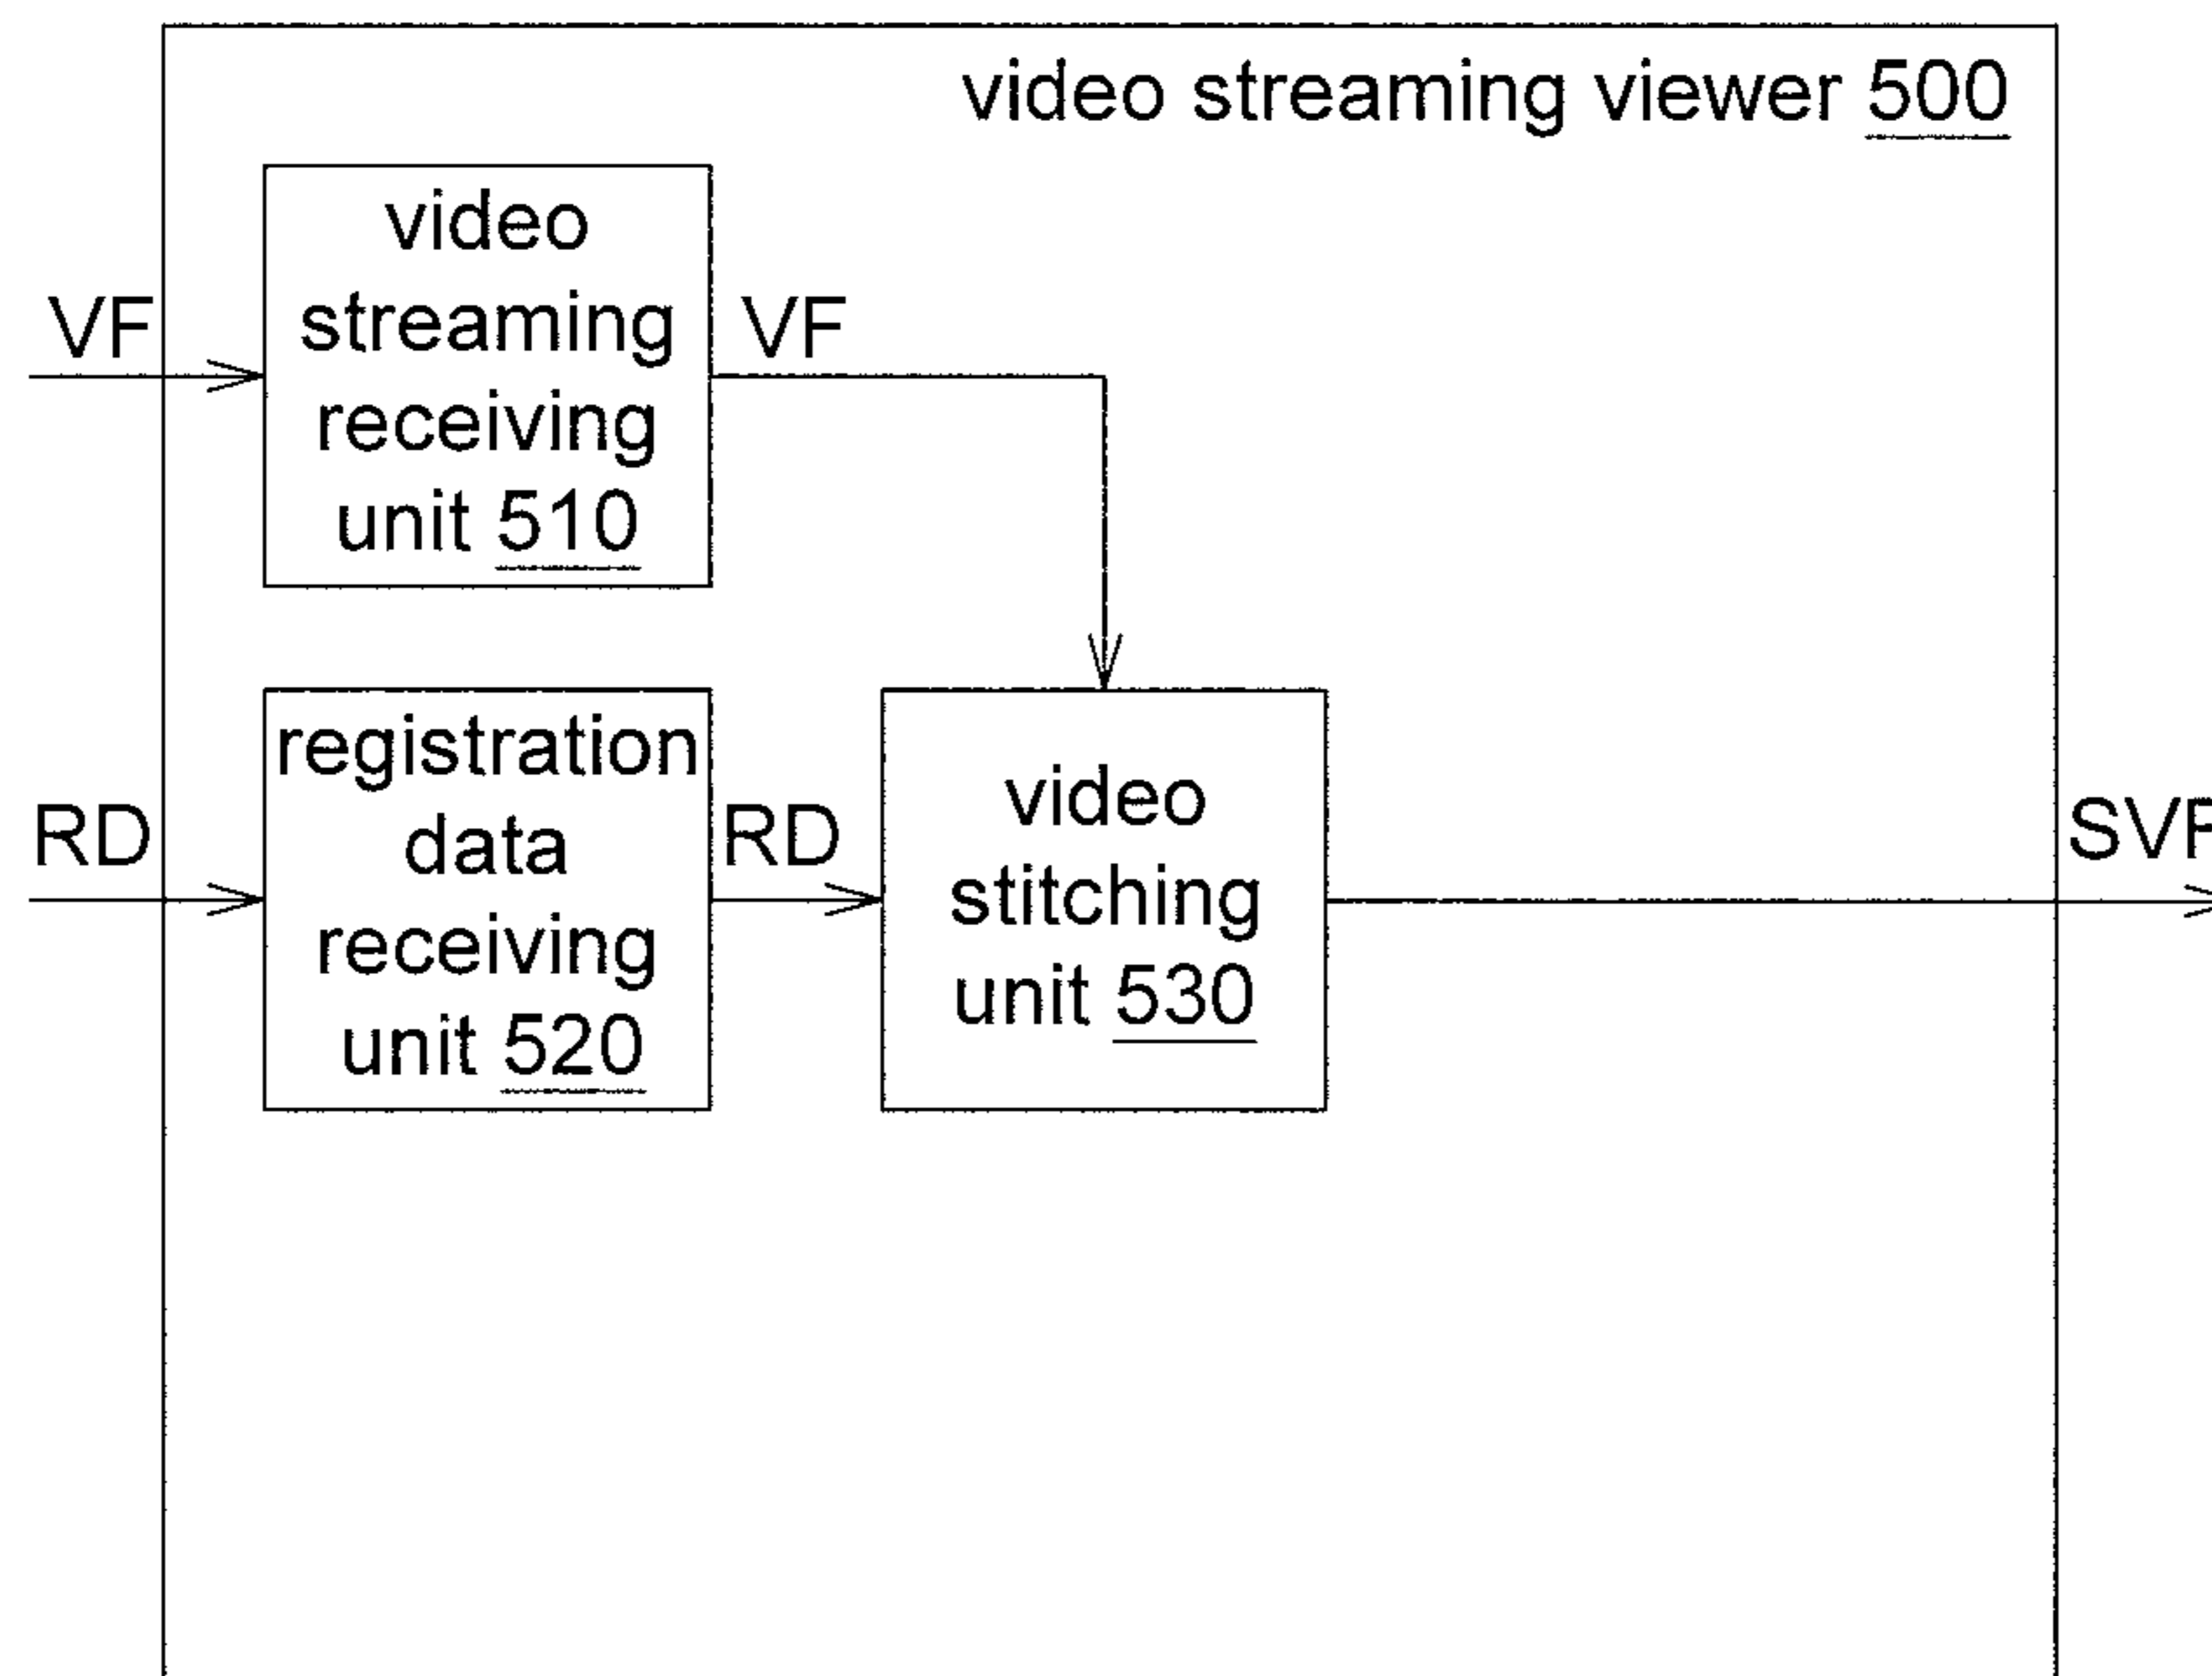 video streaming viewer 500
video
streaming
receiving
unit 510
VF
VF
registration
data
receiving
unit 520
RD
RD
video
stitching
unit 530